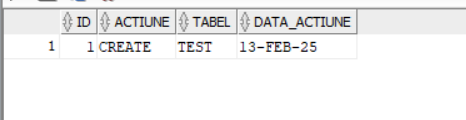 ID ACTIUNE TABEL DATA_ACTIUNE
1 1 CREATE TEST 13-FEB-25